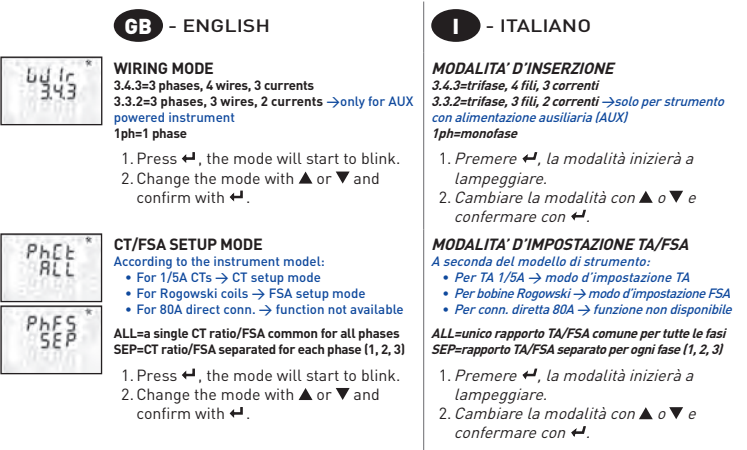 GB - ENGLISH
Wir
3.4.3
*
WIRING MODE
3.4.3=3 phases, 4 wires, 3 currents
3.3.2=3 phases, 3 wires, 2 currents →only for AUX
powered instrument
1ph=1 phase
1. Press ↵, the mode will start to blink.
2. Change the mode with ▲ or ▼ and
confirm with ↵.
PhCt
ALL
*
PhFS
SEP
*
CT/FSA SETUP MODE
According to the instrument model:
• For 1/5A CTs → CT setup mode
• For Rogowski coils → FSA setup mode
• For 80A direct conn. → function not available
ALL=a single CT ratio/FSA common for all phases
SEP=CT ratio/FSA separated for each phase (1, 2, 3)
1. Press ↵, the mode will start to blink.
2. Change the mode with ▲ or ▼ and
confirm with ↵.
I - ITALIANO
MODALITA' D'INSERZIONE
3.4.3=trifase, 4 fili, 3 correnti
3.3.2=trifase, 3 fili, 2 correnti →solo per strumento
con alimentazione ausiliaria (AUX)
1ph=monofase
1. Premere ↵, la modalità inizierà a
lampeggiare.
2. Cambiare la modalità con ▲ o ▼ e
confermare con ↵.
MODALITA' D'IMPOSTAZIONE TA/FSA
A seconda del modello di strumento:
• Per TA 1/5A → modo d'impostazione TA
• Per bobine Rogowski → modo d'impostazione FSA
• Per conn. diretta 80A → funzione non disponibile
ALL=unico rapporto TA/FSA comune per tutte le fasi
SEP=rapporto TA/FSA separato per ogni fase (1, 2, 3)
1. Premere ↵, la modalità inizierà a
lampeggiare.
2. Cambiare la modalità con ▲ o ▼ e
confermare con ↵.